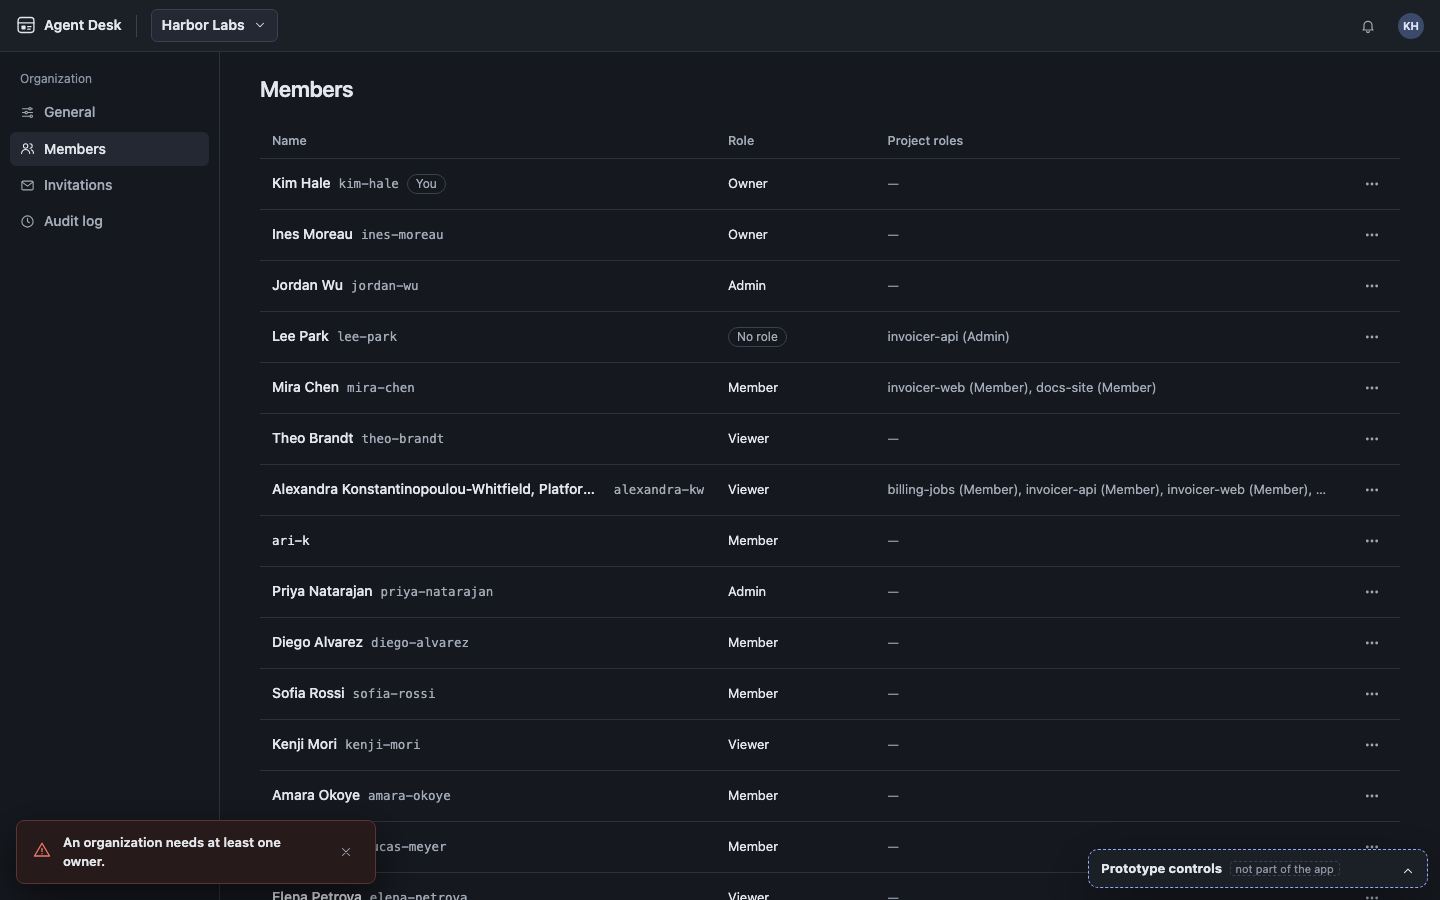 Agent Desk
Harbor Labs
KH
Organization
General
Members
Invitations
Audit log
Members
Name Role Project roles
Kim Hale kim-hale You Owner —
Ines Moreau ines-moreau Owner —
Jordan Wu jordan-wu Admin —
Lee Park lee-park No role invoicer-api (Admin)
Mira Chen mira-chen Member invoicer-web (Member), docs-site (Member)
Theo Brandt theo-brandt Viewer —
Alexandra Konstantinopoulou-Whitfield, Platfor... alexandra-kw Viewer billing-jobs (Member), invoicer-api (Member), invoicer-web (Member), ...
ari-k Member —
Priya Natarajan priya-natarajan Admin —
Diego Alvarez diego-alvarez Member —
Sofia Rossi sofia-rossi Member —
Kenji Mori kenji-mori Viewer —
Amara Okoye amara-okoye Member —
ucas-meyer Member —
Elena Petrova elena-petrova Viewer —
An organization needs at least one
owner.
Prototype controls not part of the app